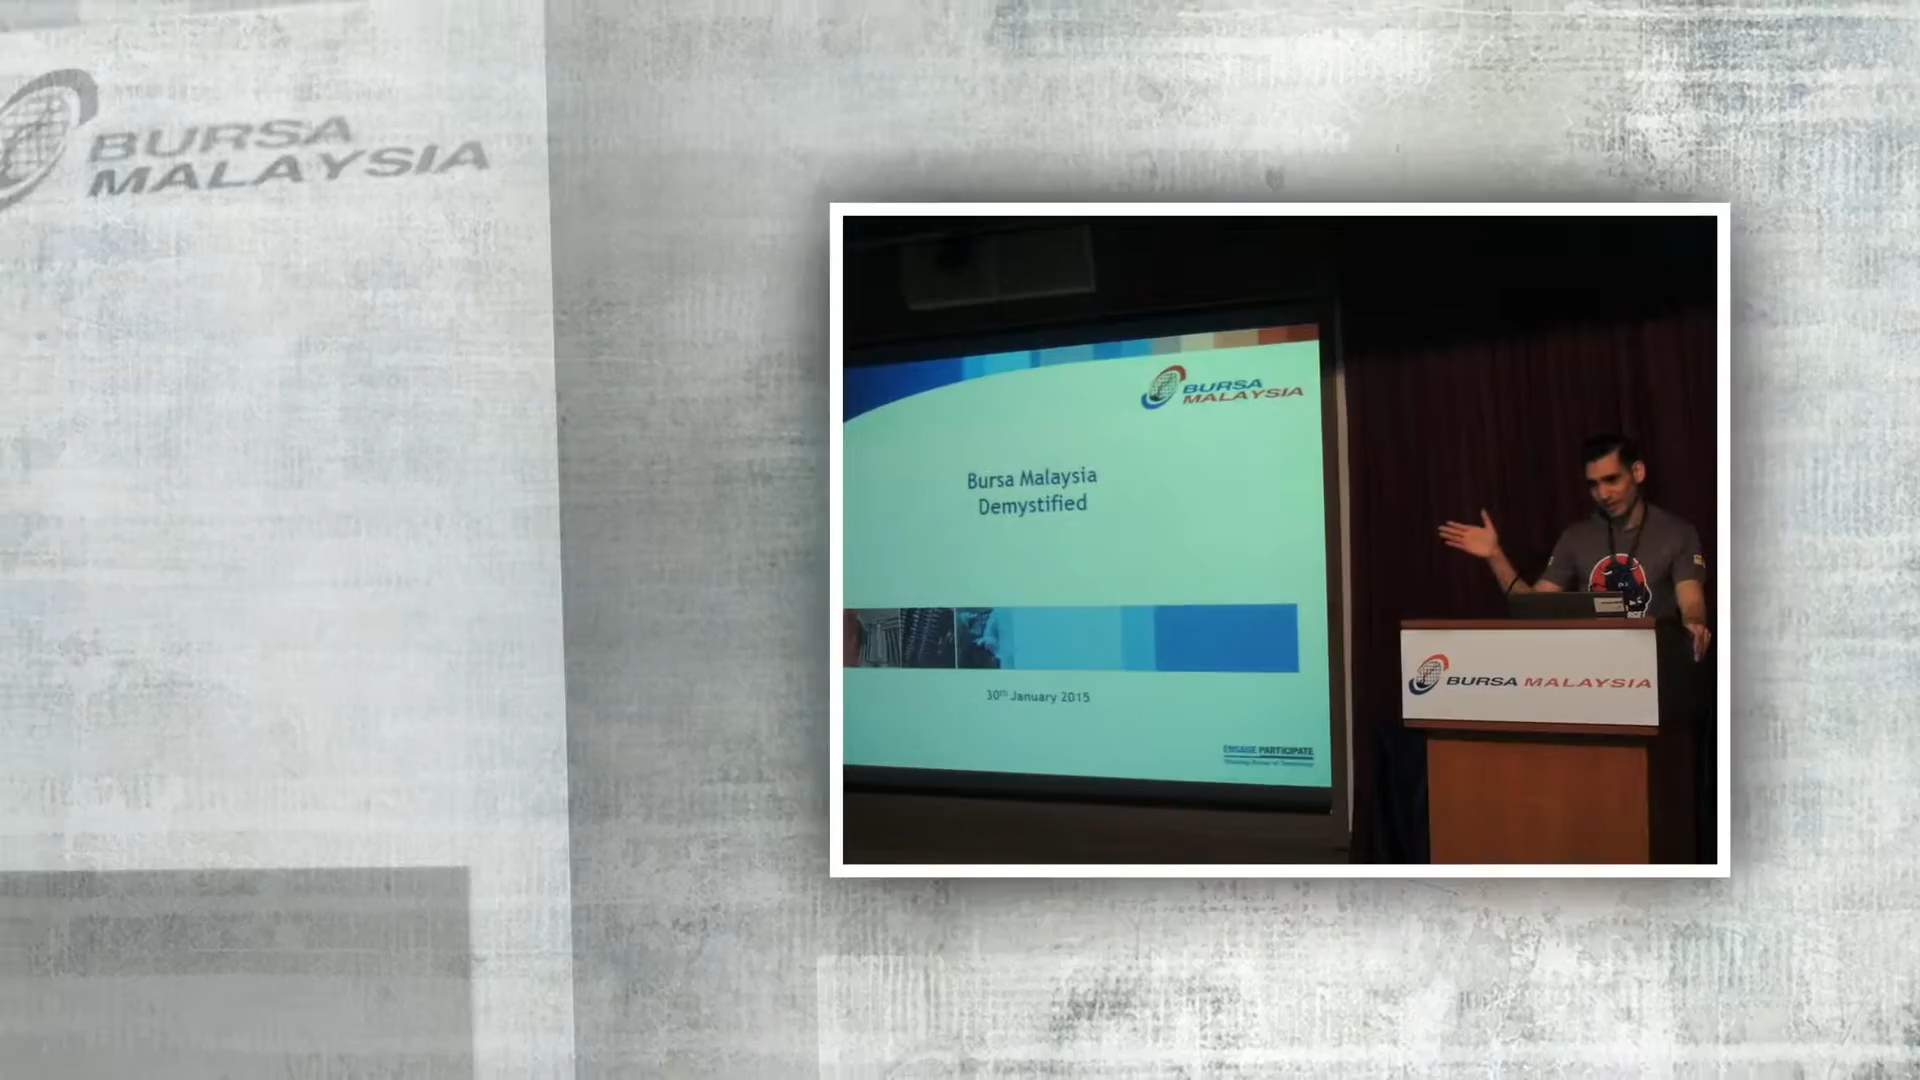 BURSA
MALAYSIA
BURSA
MALAYSIA
Bursa Malaysia
Demystified
30th January 2015
ENGAGE PARTICIPATE
BURSA MALAYSIA